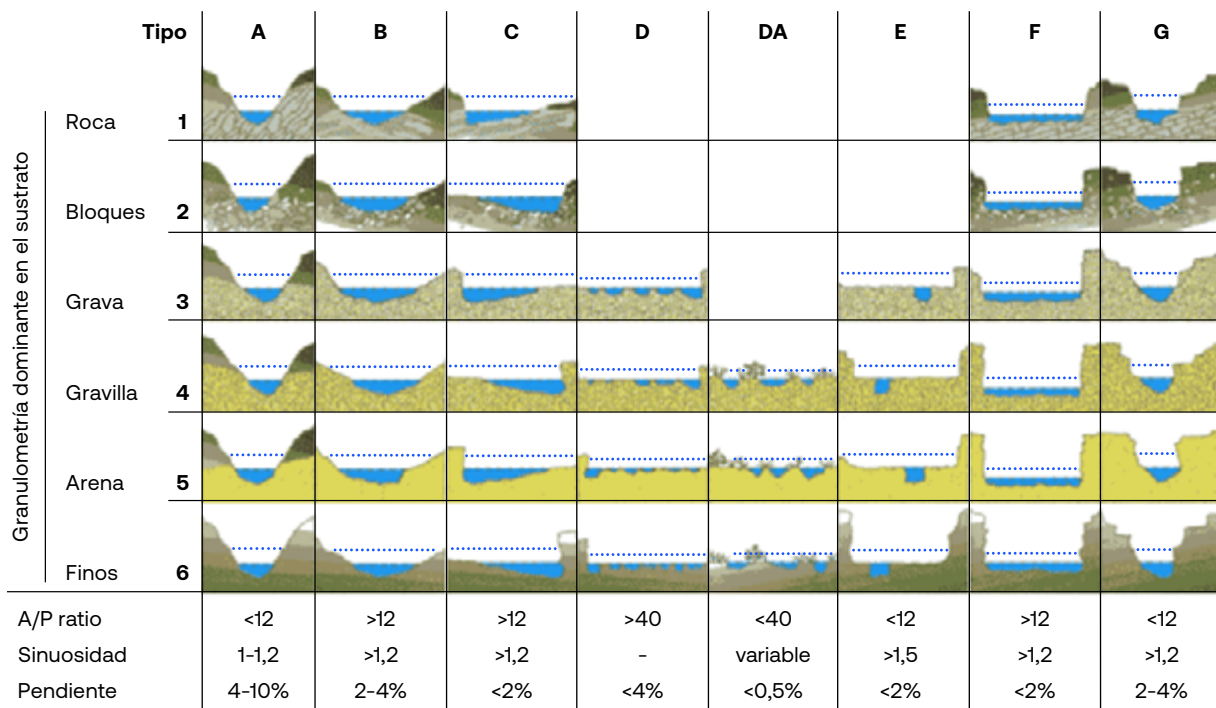 Tipo A B C D DA E F G
Granulometría dominante en el sustrato
Roca 1
Bloques 2
Grava 3
Gravilla 4
Arena 5
Finos 6
A/P ratio <12 >12 >12 >40 <40 <12 >12 <12
Sinuosidad 1-1,2 >1,2 >1,2 - variable >1,5 >1,2 >1,2
Pendiente 4-10% 2-4% <2% <4% <0,5% <2% <2% 2-4%